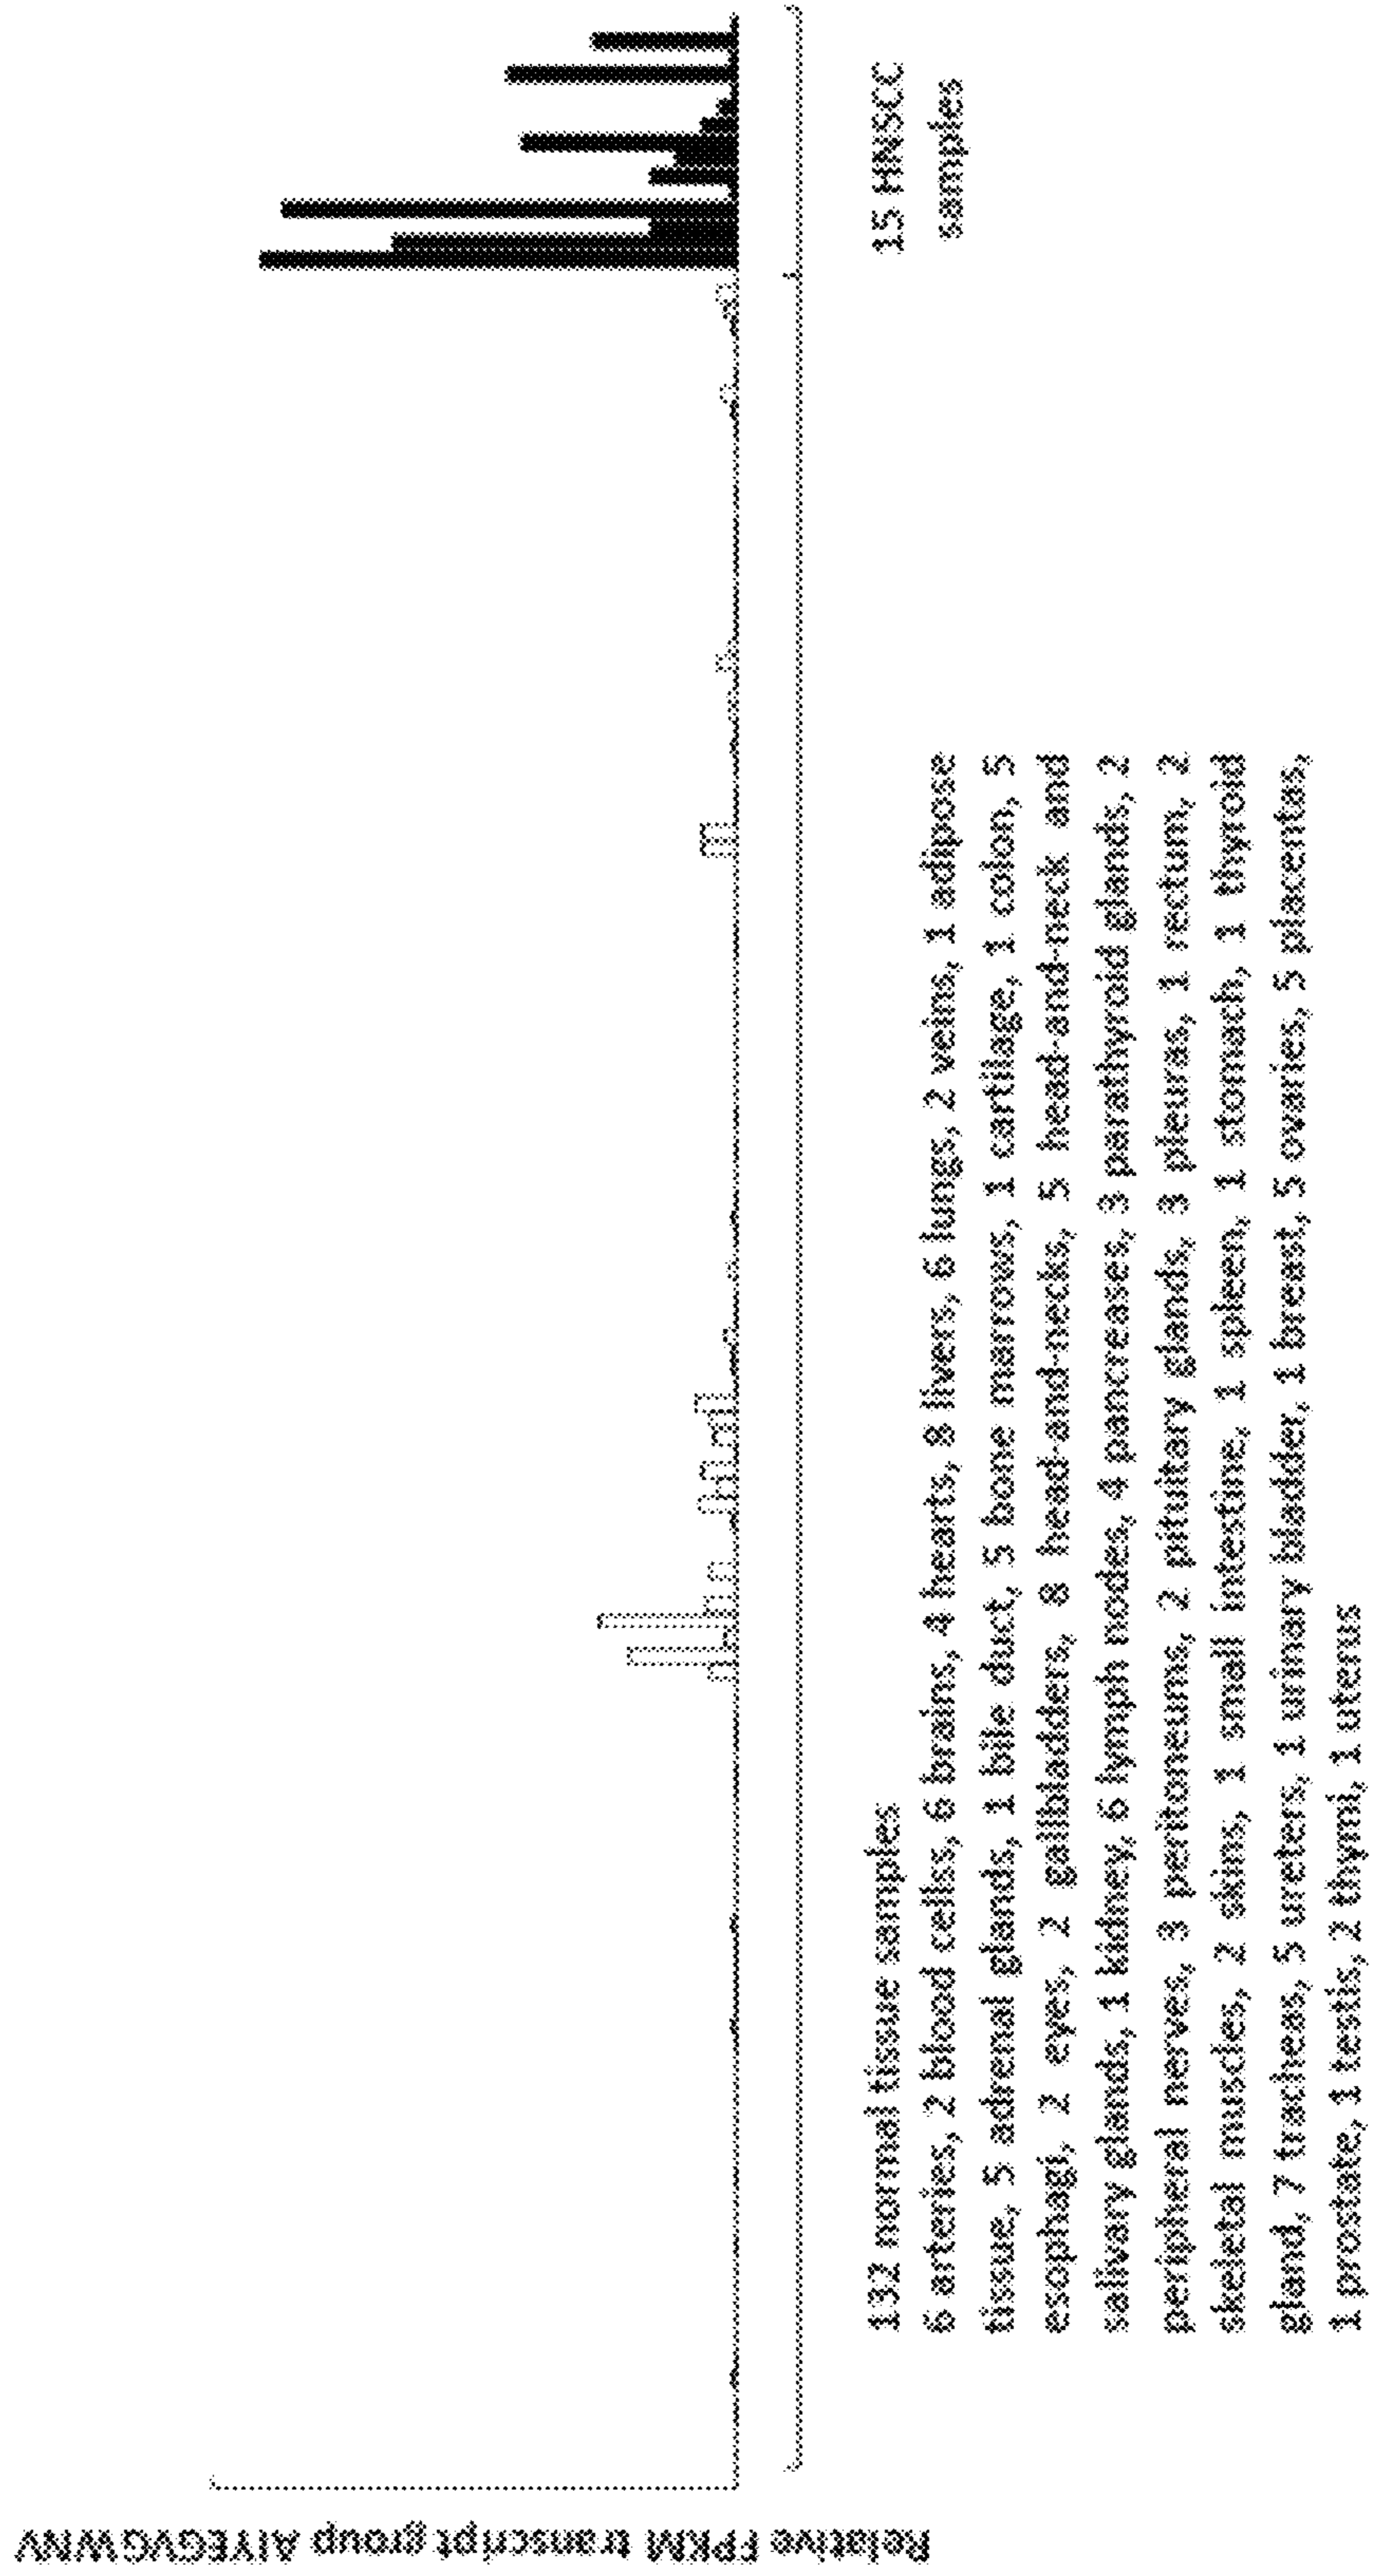 Relative FPKM transcript group AIYEGVGWNV
132 normal tissue samples
6 arteries, 2 blood cellss, 6 brains, 4 hearts, 8 livers, 6 lungs, 2 veins, 1 adipose
tissue, 5 adrenal glands, 1 bile duct, 5 bone marrows, 1 cartilage, 1 colon, 5
esophagi, 2 eyes, 2 gallbladders, 8 head-and-necks, 5 head-and-neck and
salivary glands, 1 kidney, 6 lymph nodes, 4 pancreases, 3 parathyroid glands, 2
peripheral nerves, 3 peritoneums, 2 pituitary glands, 3 pleuras, 1 rectum, 2
skeletal muscles, 2 skins, 1 small intestine, 1 spleen, 1 stomach, 1 thyroid
gland, 7 tracheas, 5 ureters, 1 urinary bladder, 1 breast, 5 ovaries, 5 placentas,
1 prostate, 1 testis, 2 thymi, 1 uterus
15 HNSCC
samples